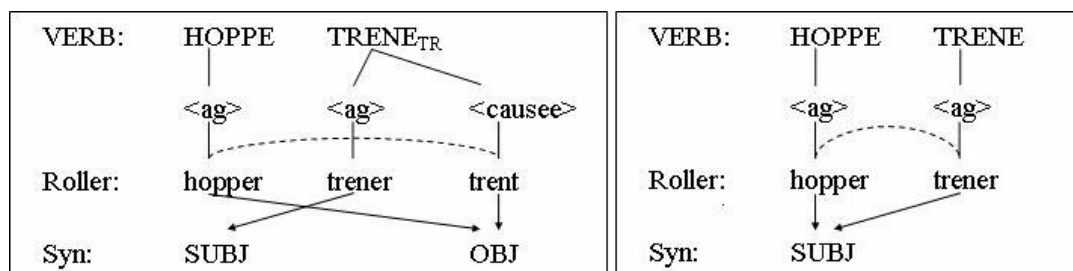 VERB: HOPPE TRENE_TR
<ag> <ag> <causee>
Roller: hopper trener trent
Syn: SUBJ OBJ
VERB: HOPPE TRENE
<ag> <ag>
Roller: hopper trener
Syn: SUBJ